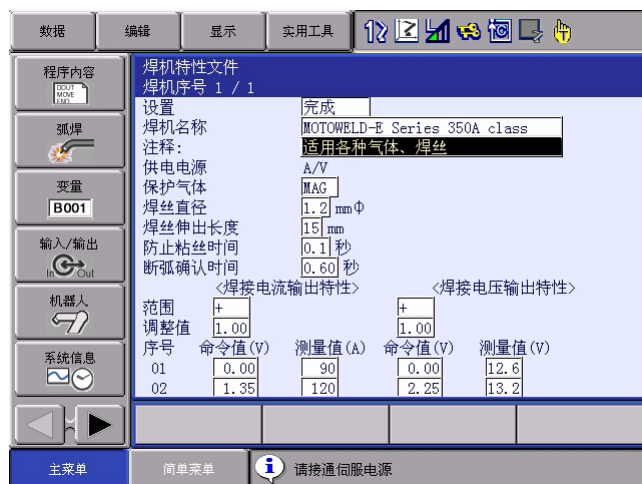 数据 编辑 显示 实用工具
程序内容
DOUT
MOVE
END
弧焊
变量
B001
输入/输出
In Out
机器人
系统信息
焊机特性文件
焊机序号 1 / 1
设置 完成
焊机名称 MOTOWELD-E Series 350A class
注释: 适用各种气体、焊丝
供电电源 A/V
保护气体 MAG
焊丝直径 1.2 mmΦ
焊丝伸出长度 15 mm
防止粘丝时间 0.1 秒
断弧确认时间 0.60 秒
<焊接电流输出特性> <焊接电压输出特性>
范围 + +
调整值 1.00 1.00
序号 命令值(V) 测量值(A) 命令值(V) 测量值(V)
01 0.00 90 0.00 12.6
02 1.35 120 2.25 13.2
主菜单 简单菜单 请接通伺服电源